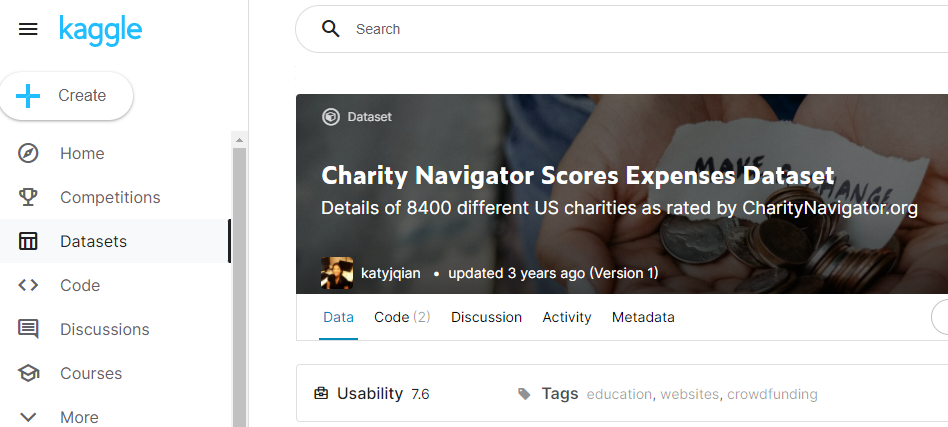 kaggle
Search
Create
Home
Competitions
Datasets
Code
Discussions
Courses
More
Dataset
MAKE A
CHANGE
Charity Navigator Scores Expenses Dataset
Details of 8400 different US charities as rated by CharityNavigator.org
katyjqian • updated 3 years ago (Version 1)
Data Code (2) Discussion Activity Metadata
Usability 7.6 Tags education, websites, crowdfunding